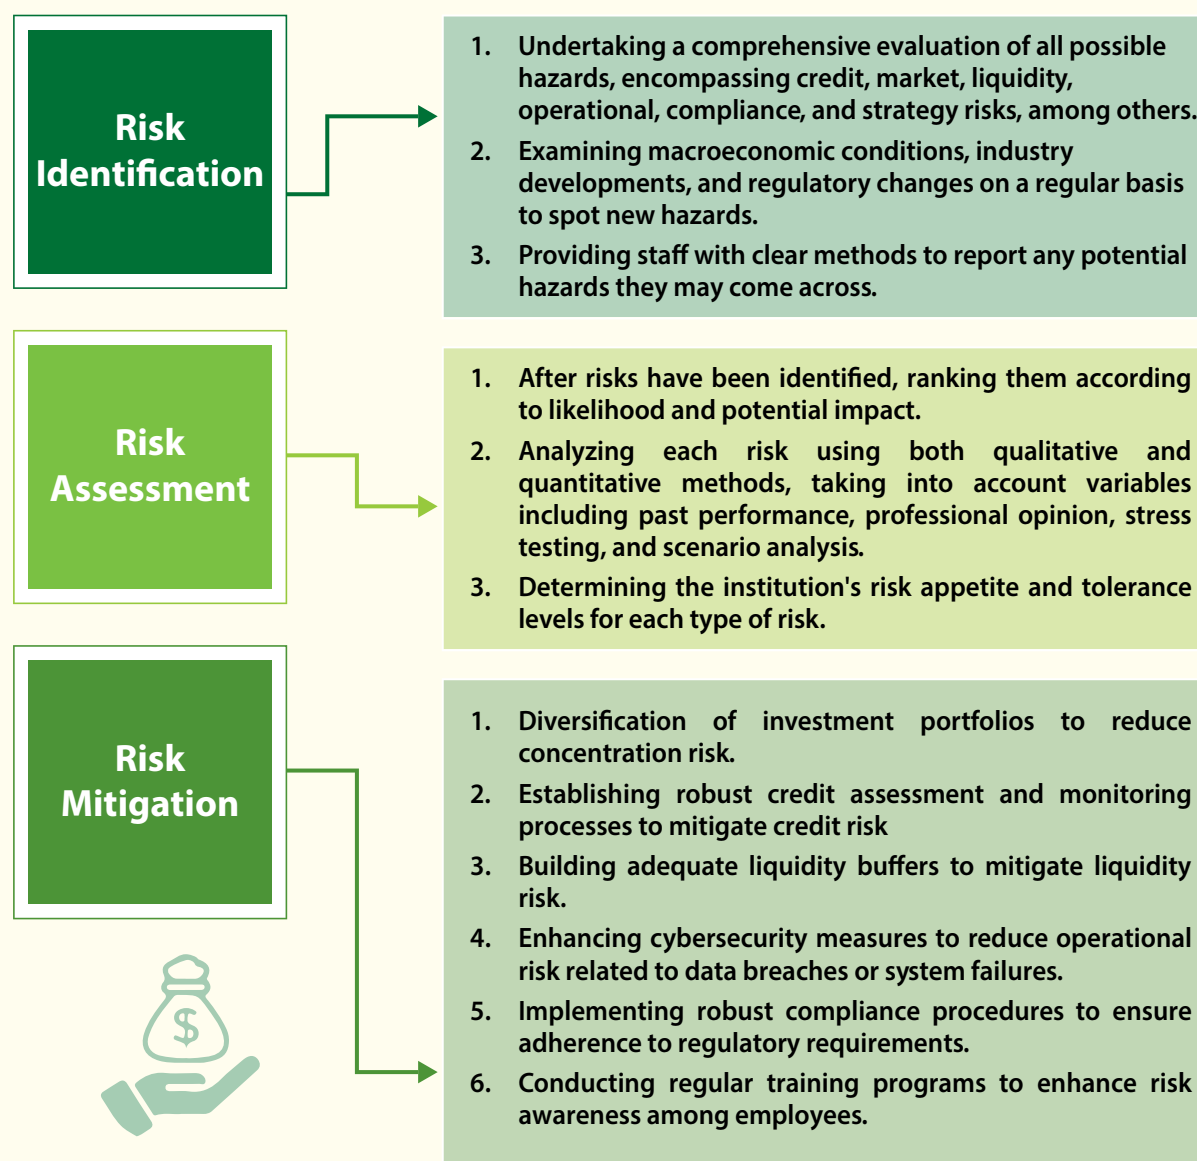 Risk
Identification
1. Undertaking a comprehensive evaluation of all possible
hazards, encompassing credit, market, liquidity,
operational, compliance, and strategy risks, among others.
2. Examining macroeconomic conditions, industry
developments, and regulatory changes on a regular basis
to spot new hazards.
3. Providing staff with clear methods to report any potential
hazards they may come across.
Risk
Assessment
1. After risks have been identified, ranking them according
to likelihood and potential impact.
2. Analyzing each risk using both qualitative and
quantitative methods, taking into account variables
including past performance, professional opinion, stress
testing, and scenario analysis.
3. Determining the institution's risk appetite and tolerance
levels for each type of risk.
Risk
Mitigation
1. Diversification of investment portfolios to reduce
concentration risk.
2. Establishing robust credit assessment and monitoring
processes to mitigate credit risk
3. Building adequate liquidity buffers to mitigate liquidity
risk.
4. Enhancing cybersecurity measures to reduce operational
risk related to data breaches or system failures.
5. Implementing robust compliance procedures to ensure
adherence to regulatory requirements.
6. Conducting regular training programs to enhance risk
awareness among employees.
$